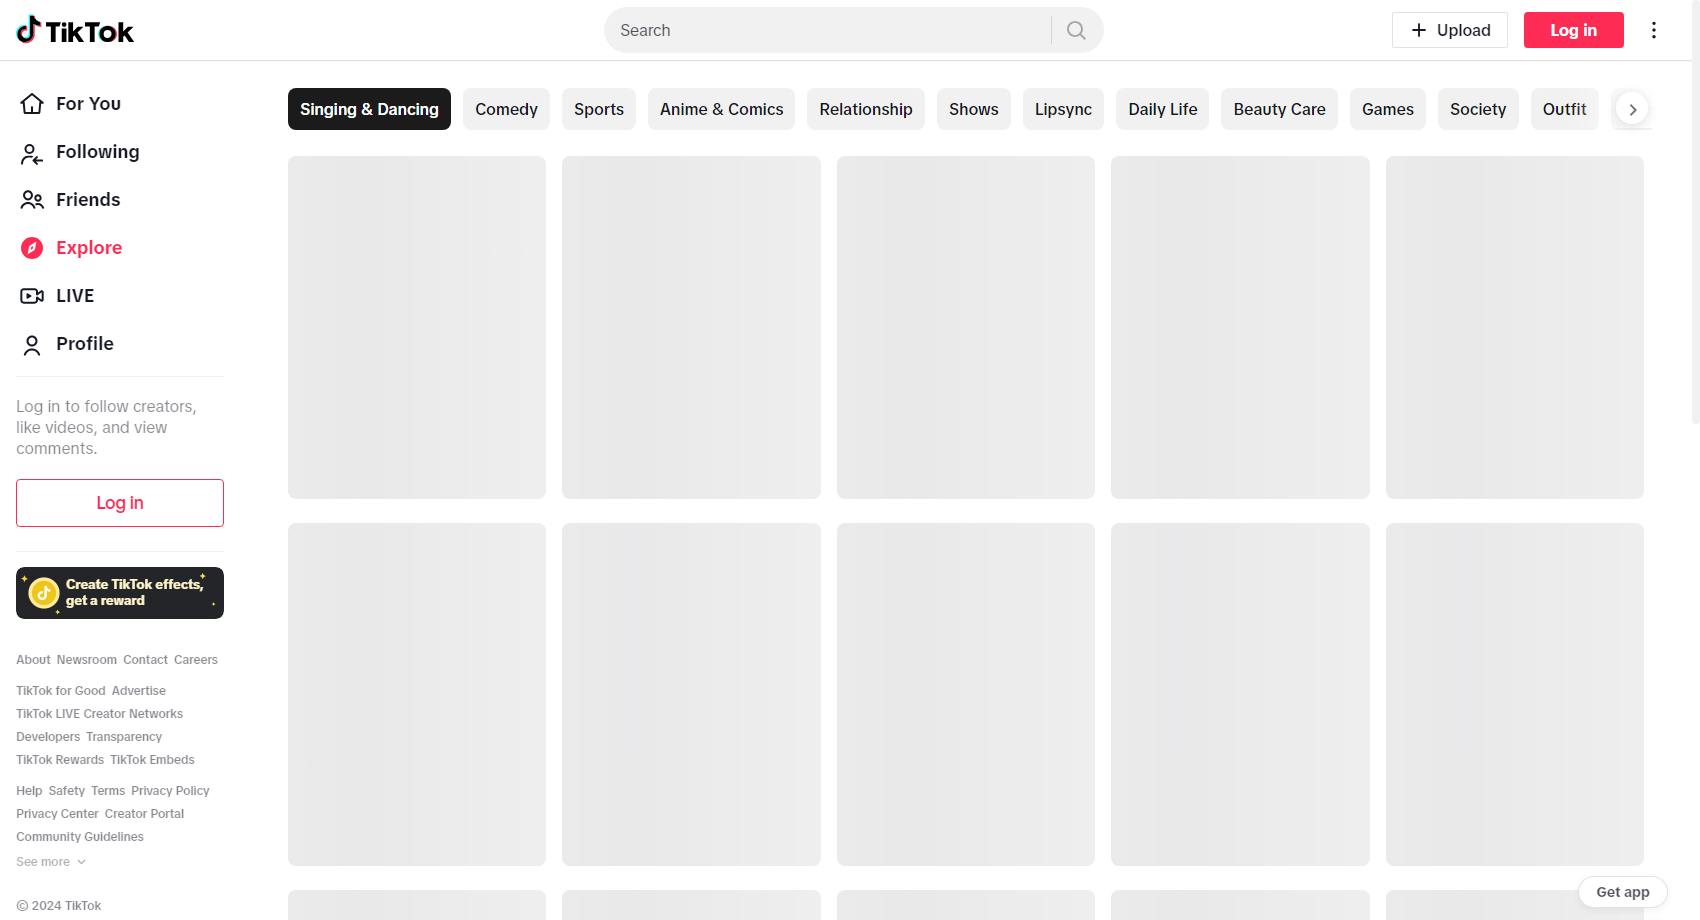 TikTok
Search
Upload
Log in
For You
Following
Friends
Explore
LIVE
Profile
Log in to follow creators,
like videos, and view
comments.
Log in
Create TikTok effects,
get a reward
About Newsroom Contact Careers
TikTok for Good Advertise
TikTok LIVE Creator Networks
Developers Transparency
TikTok Rewards TikTok Embeds
Help Safety Terms Privacy Policy
Privacy Center Creator Portal
Community Guidelines
See more
© 2024 TikTok
Singing & Dancing Comedy Sports Anime & Comics Relationship Shows Lipsync Daily Life Beauty Care Games Society Outfit
Get app